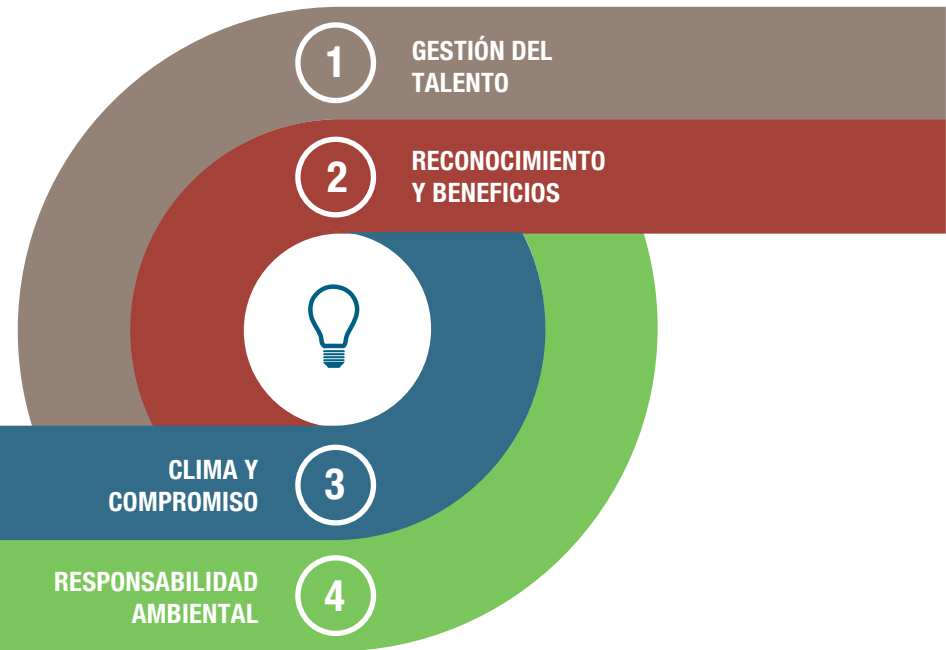 1
GESTIÓN DEL
TALENTO
2
RECONOCIMIENTO
Y BENEFICIOS
CLIMA Y
COMPROMISO
3
RESPONSABILIDAD
AMBIENTAL
4